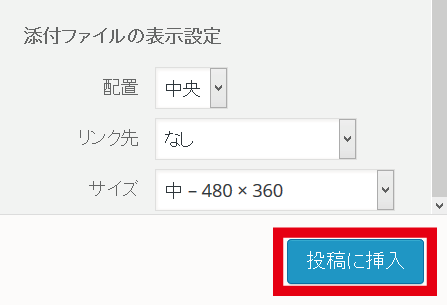 添付ファイルの表示設定
配置 中央
リンク先 なし
サイズ 中 – 480 × 360
投稿に挿入